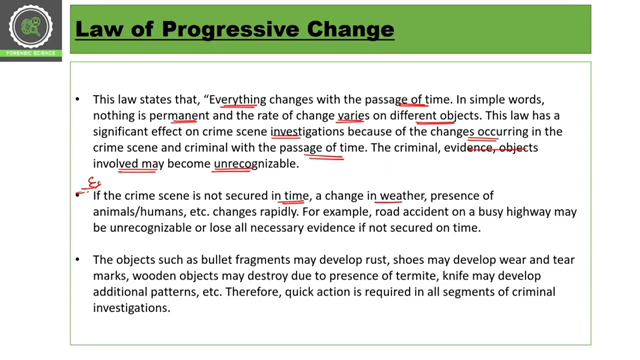 Law of Progressive Change
FORENSIC SCIENCE
• This law states that, “Everything changes with the passage of time. In simple words,
nothing is permanent and the rate of change varies on different objects. This law has a
significant effect on crime scene investigations because of the changes occurring in the
crime scene and criminal with the passage of time. The criminal, evidence, objects
involved may become unrecognizable.
• If the crime scene is not secured in time, a change in weather, presence of
animals/humans, etc. changes rapidly. For example, road accident on a busy highway may
be unrecognizable or lose all necessary evidence if not secured on time.
• The objects such as bullet fragments may develop rust, shoes may develop wear and tear
marks, wooden objects may destroy due to presence of termite, knife may develop
additional patterns, etc. Therefore, quick action is required in all segments of criminal
investigations.